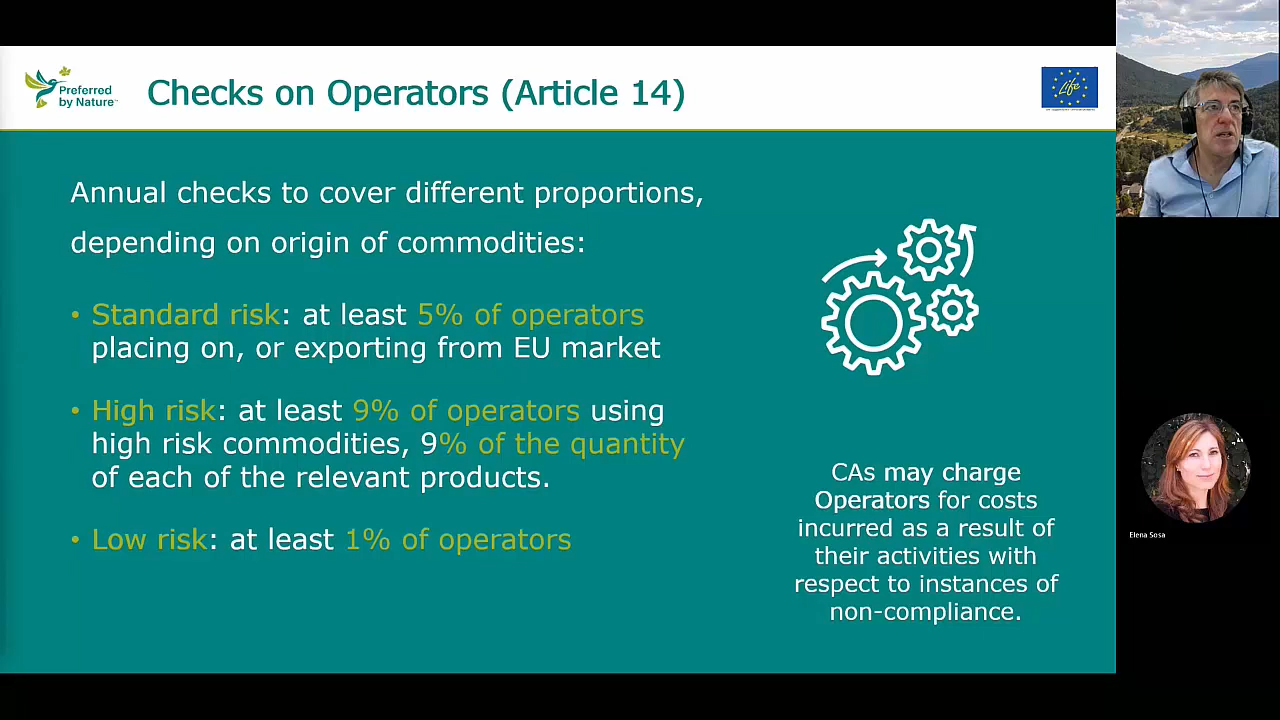 Preferred
by Nature™
Checks on Operators (Article 14)
Life
Annual checks to cover different proportions,
depending on origin of commodities:
• Standard risk: at least 5% of operators
placing on, or exporting from EU market
• High risk: at least 9% of operators using
high risk commodities, 9% of the quantity
of each of the relevant products.
• Low risk: at least 1% of operators
CAs may charge
Operators for costs
incurred as a result of
their activities with
respect to instances of
non-compliance.
Elena Sosa